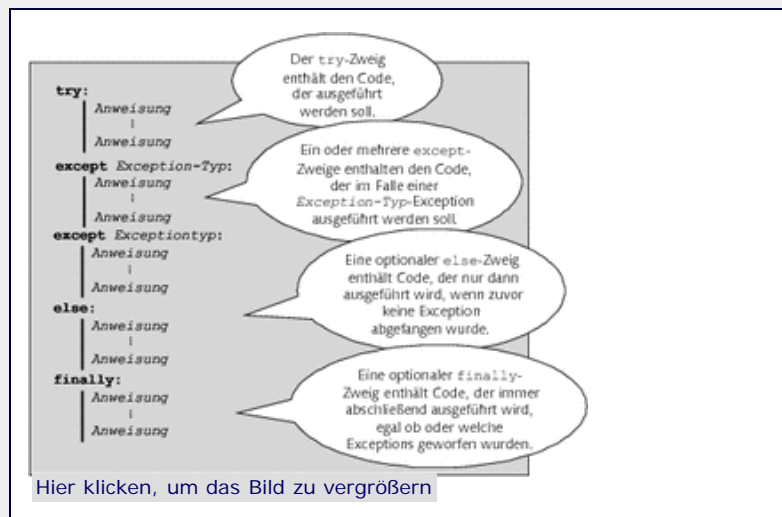 try:
Anweisung
Anweisung
except Exception-Typ:
Anweisung
Anweisung
except Exceptiontyp:
Anweisung
Anweisung
else:
Anweisung
Anweisung
finally:
Anweisung
Anweisung
Der try-Zweig
enthält den Code,
der ausgeführt
werden soll.
Ein oder mehrere except-
Zweige enthalten den Code,
der im Falle einer
Exception-Typ-Exception
ausgeführt werden soll.
Eine optionaler else-Zweig
enthält Code, der nur dann
ausgeführt wird, wenn zuvor
keine Exception
abgefangen wurde.
Eine optionaler finally-
Zweig enthält Code, der immer
abschließend ausgeführt wird,
egal ob oder welche
Exceptions geworfen wurden.
Hier klicken, um das Bild zu vergrößern